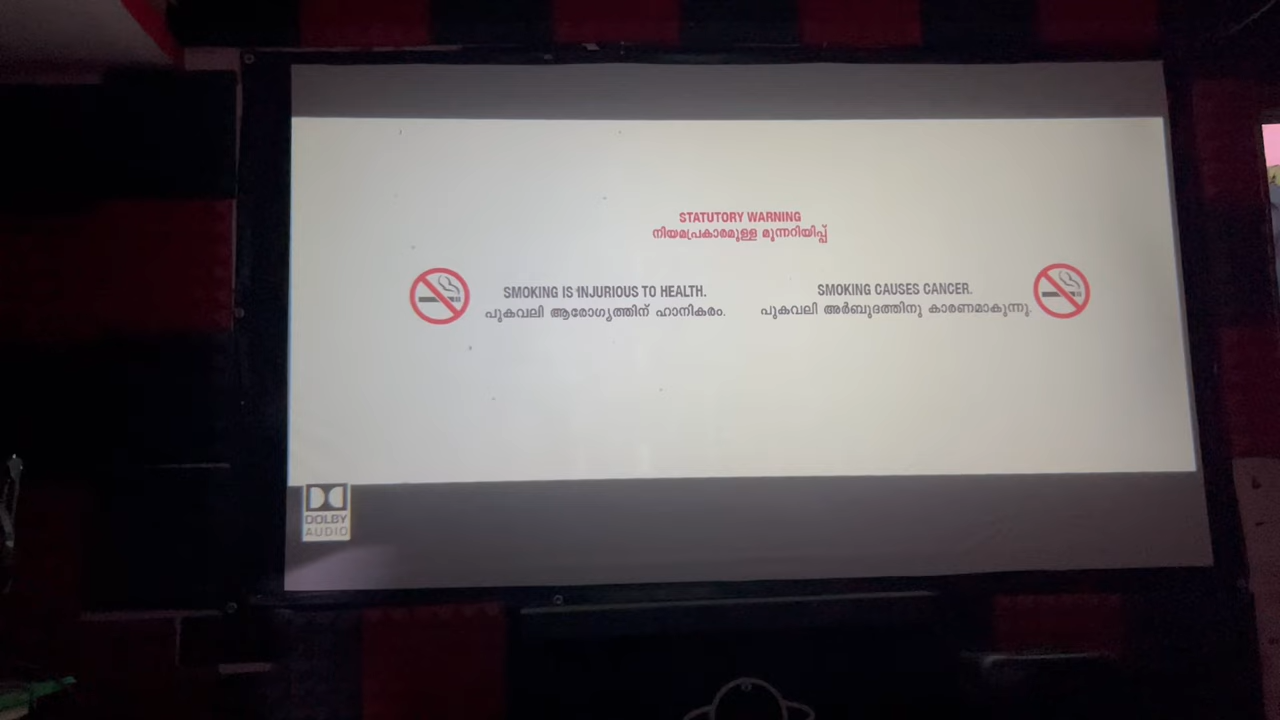 STATUTORY WARNING
നിയമപ്രകാരമുള്ള മുന്നറിയിപ്പ്
SMOKING IS INJURIOUS TO HEALTH.
പുകവലി ആരോഗ്യത്തിന് ഹാനികരം.
SMOKING CAUSES CANCER.
പുകവലി അർബുദത്തിനു കാരണമാകുന്നു.
DOLBY
AUDIO